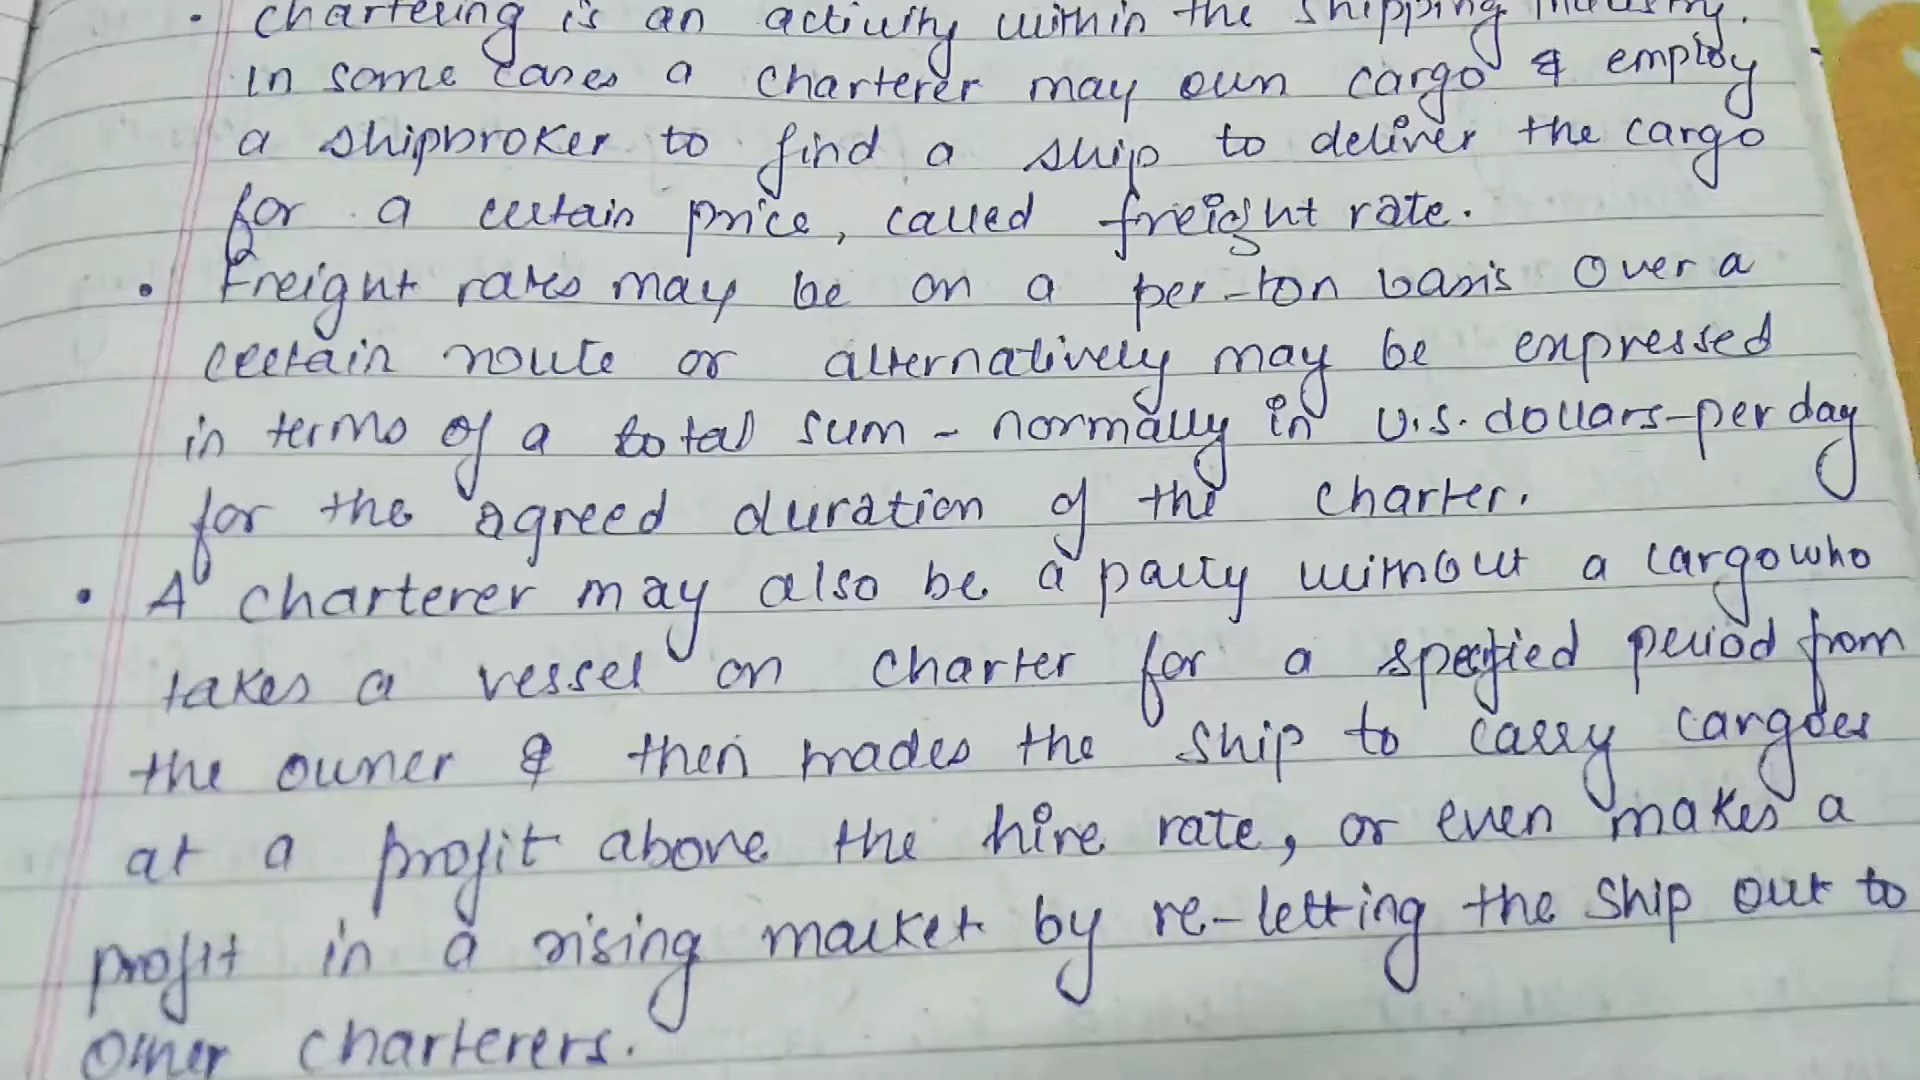 • chartering is an activity within the shipping industry.
in some cases a charterer may own cargo & employ
a shipbroker to find a ship to deliver the cargo
for a certain price, called freight rate.
• Freight rates may be on a per-ton basis over a
certain route or alternatively may be expressed
in terms of a total sum - normally in U.S. dollars-per day
for the agreed duration of the charter.
• A charterer may also be a party without a cargo who
takes a vessel on charter for a specified period from
the owner & then trades the ship to carry cargoes
at a profit above the hire rate, or even makes a
profit in a rising market by re-letting the ship out to
other charterers.